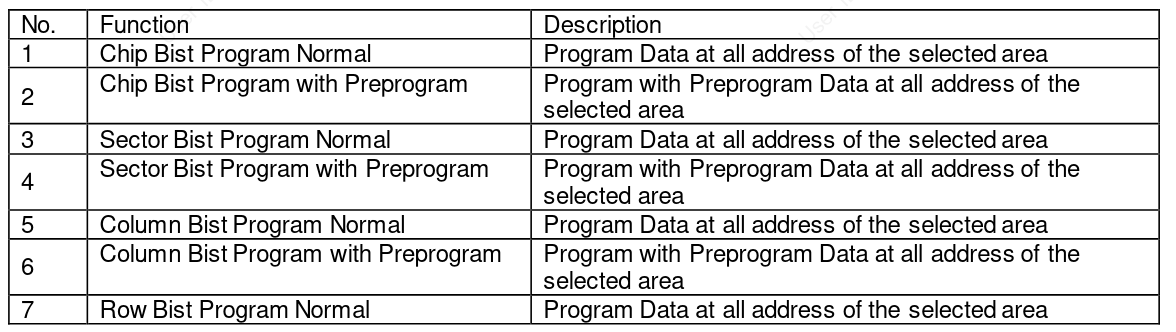 No. Function Description
1 Chip Bist Program Normal Program Data at all address of the selected area
2 Chip Bist Program with Preprogram Program with Preprogram Data at all address of the
selected area
3 Sector Bist Program Normal Program Data at all address of the selected area
4 Sector Bist Program with Preprogram Program with Preprogram Data at all address of the
selected area
5 Column Bist Program Normal Program Data at all address of the selected area
6 Column Bist Program with Preprogram Program with Preprogram Data at all address of the
selected area
7 Row Bist Program Normal Program Data at all address of the selected area